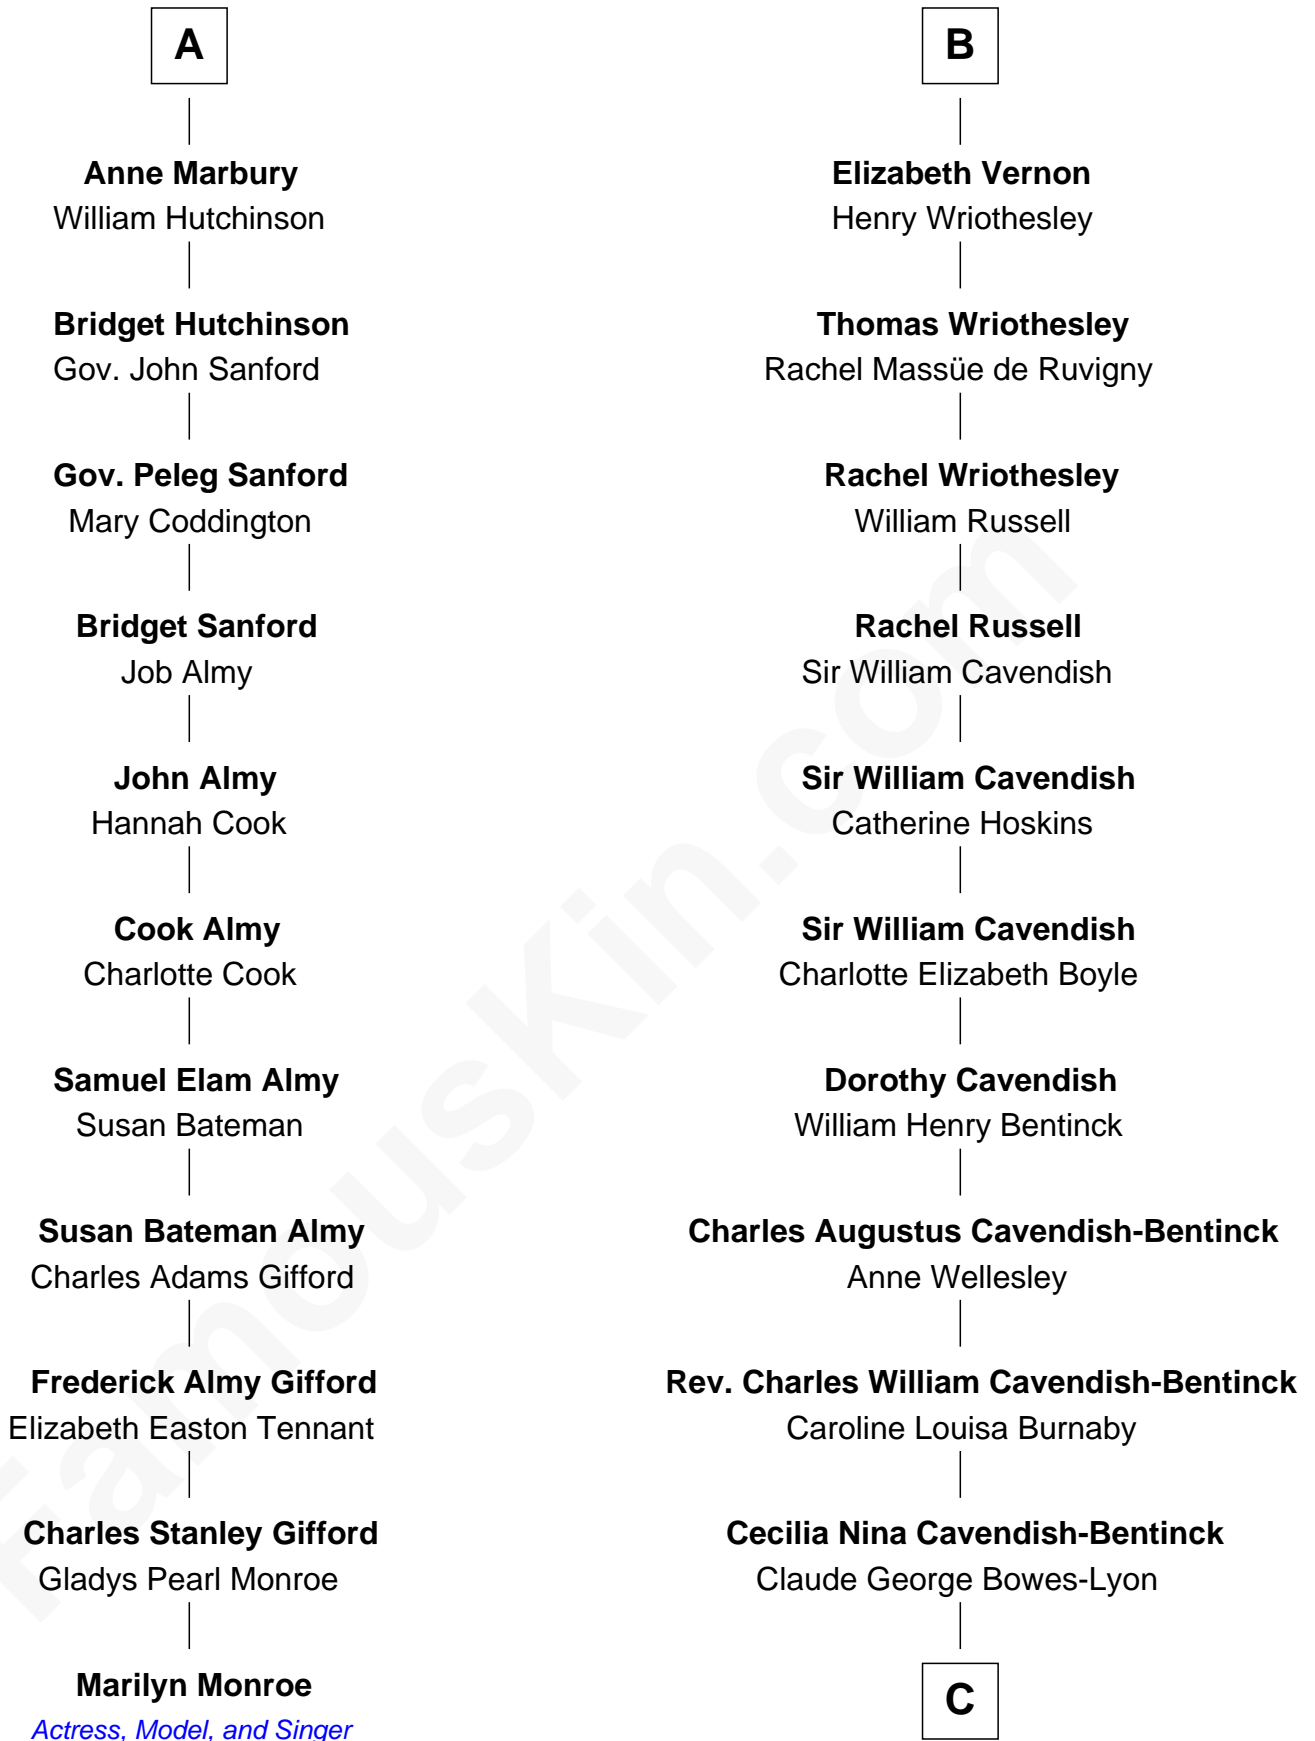 A
Anne Marbury
William Hutchinson
Bridget Hutchinson
Gov. John Sanford
Gov. Peleg Sanford
Mary Coddington
Bridget Sanford
Job Almy
John Almy
Hannah Cook
Cook Almy
Charlotte Cook
Samuel Elam Almy
Susan Bateman
Susan Bateman Almy
Charles Adams Gifford
Frederick Almy Gifford
Elizabeth Easton Tennant
Charles Stanley Gifford
Gladys Pearl Monroe
Marilyn Monroe
Actress, Model, and Singer
B
Elizabeth Vernon
Henry Wriothesley
Thomas Wriothesley
Rachel Massüe de Ruvigny
Rachel Wriothesley
William Russell
Rachel Russell
Sir William Cavendish
Sir William Cavendish
Catherine Hoskins
Sir William Cavendish
Charlotte Elizabeth Boyle
Dorothy Cavendish
William Henry Bentinck
Charles Augustus Cavendish-Bentinck
Anne Wellesley
Rev. Charles William Cavendish-Bentinck
Caroline Louisa Burnaby
Cecilia Nina Cavendish-Bentinck
Claude George Bowes-Lyon
C
FamousKin.com